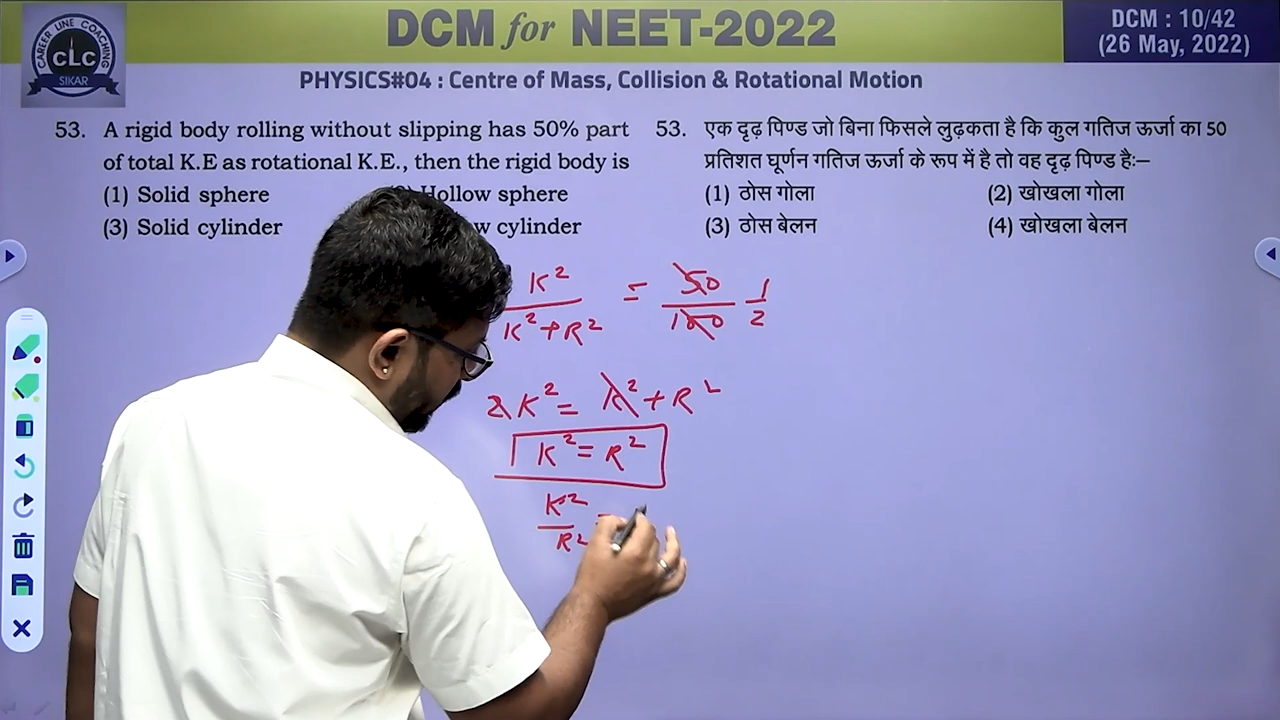 DCM for NEET-2022
DCM : 10/42
(26 May, 2022)
CAREER LINE COACHING
CLC
SIKAR
PHYSICS#04 : Centre of Mass, Collision & Rotational Motion
53. A rigid body rolling without slipping has 50% part
of total K.E as rotational K.E., then the rigid body is
(1) Solid sphere Hollow sphere
(3) Solid cylinder cylinder
53. एक दृढ़ पिण्ड जो बिना फिसले लुढ़कता है कि कुल गतिज ऊर्जा का 50
प्रतिशत घूर्णन गतिज ऊर्जा के रूप में है तो वह दृढ़ पिण्ड है:–
(1) ठोस गोला (2) खोखला गोला
(3) ठोस बेलन (4) खोखला बेलन
K² / K²+R² = 50/100 1/2
2K² = K² + R²
K² = R²
K²/R² =